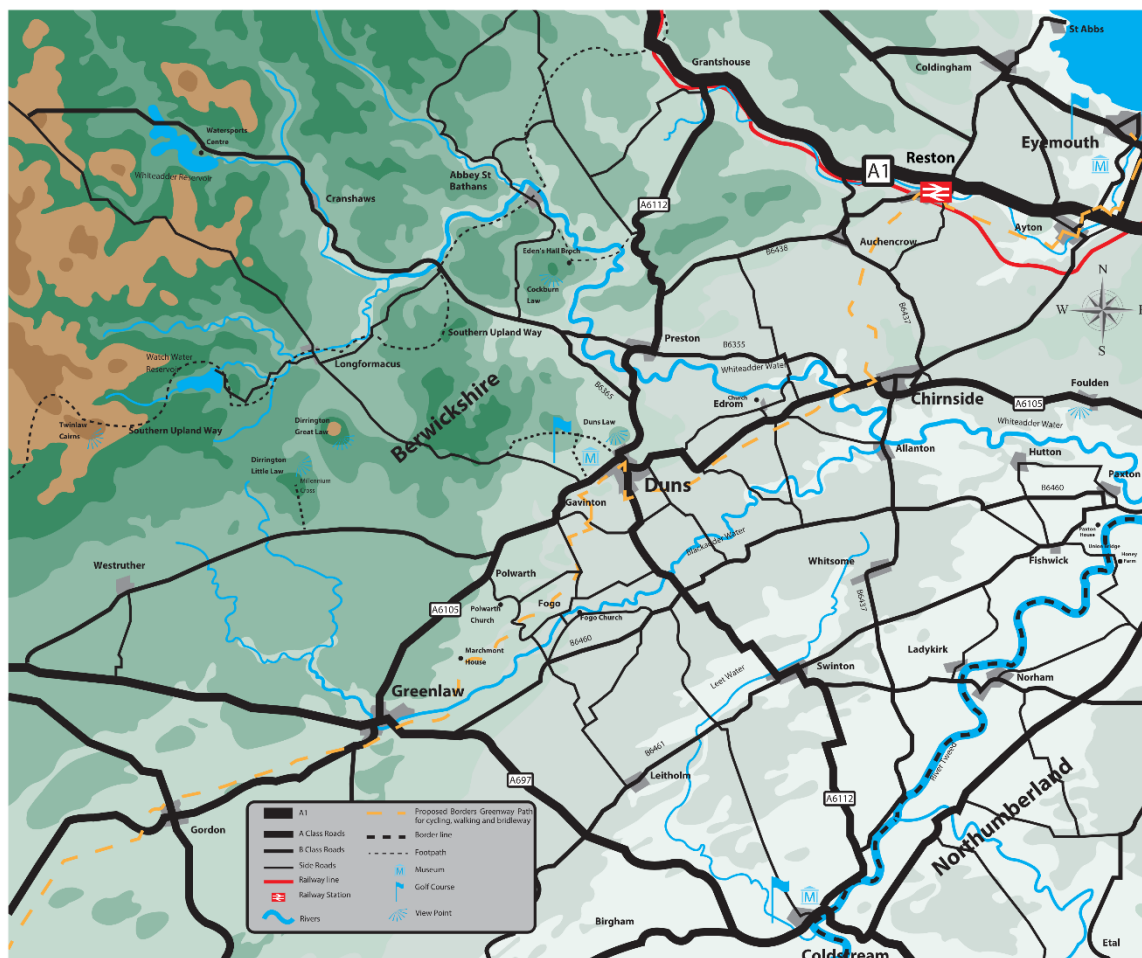 St Abbs
Grantshouse
Coldingham
Watersports
Centre
Eyemouth
Reston
M
Whiteadder Reservoir
Abbey St
Bathans
A1
Cranshaws
A6112
Ayton
Auchencrow
Eden's Hall Broch
B6438
N
Cockburn
Law
W
E
B6437
S
Southern Upland Way
Preston
B6355
Watch Water
Reservoir
Longformacus
Whiteadder Water
B6365
Foulden
Church
Edrom
Chirnside
A6105
Berwickshire
Twinlaw
Cairns
Southern Upland Way
Dirrington
Great Law
Duns Law
Whiteadder Water
M
Allanton
Hutton
Dirrington
Little Law
Millennium
Cross
Duns
Paxton
B6460
Gavinton
Paxton
House
Blackadder Water
Union Bridge
Honey
Farm
Westruther
Polwarth
Whitsome
Fishwick
Fogo
B6437
A6105
Polwarth
Church
Fogo Church
B6460
Marchmont
House
Ladykirk
Leet Water
Swinton
Norham
Greenlaw
B6461
River Tweed
A697
Leitholm
A6112
Northumberland
Gordon
A1
A Class Roads
B Class Roads
Side Roads
Railway line
Railway Station
Rivers
Proposed Borders Greenway Path
for cycling, walking and bridleway
Border line
Footpath
M
Museum
Golf Course
View Point
M
Birgham
Etal
Coldstream